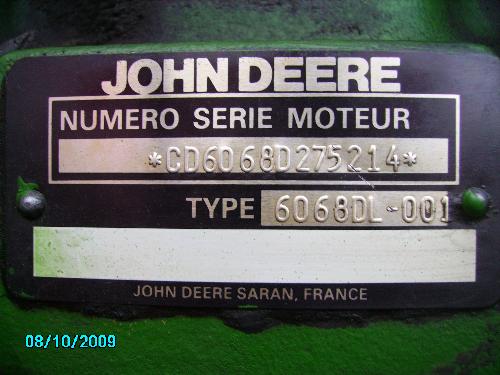 JOHN DEERE
NUMERO SERIE MOTEUR
*CD6068D275214*
TYPE 6068DL-001
JOHN DEERE SARAN, FRANCE
08/10/2009